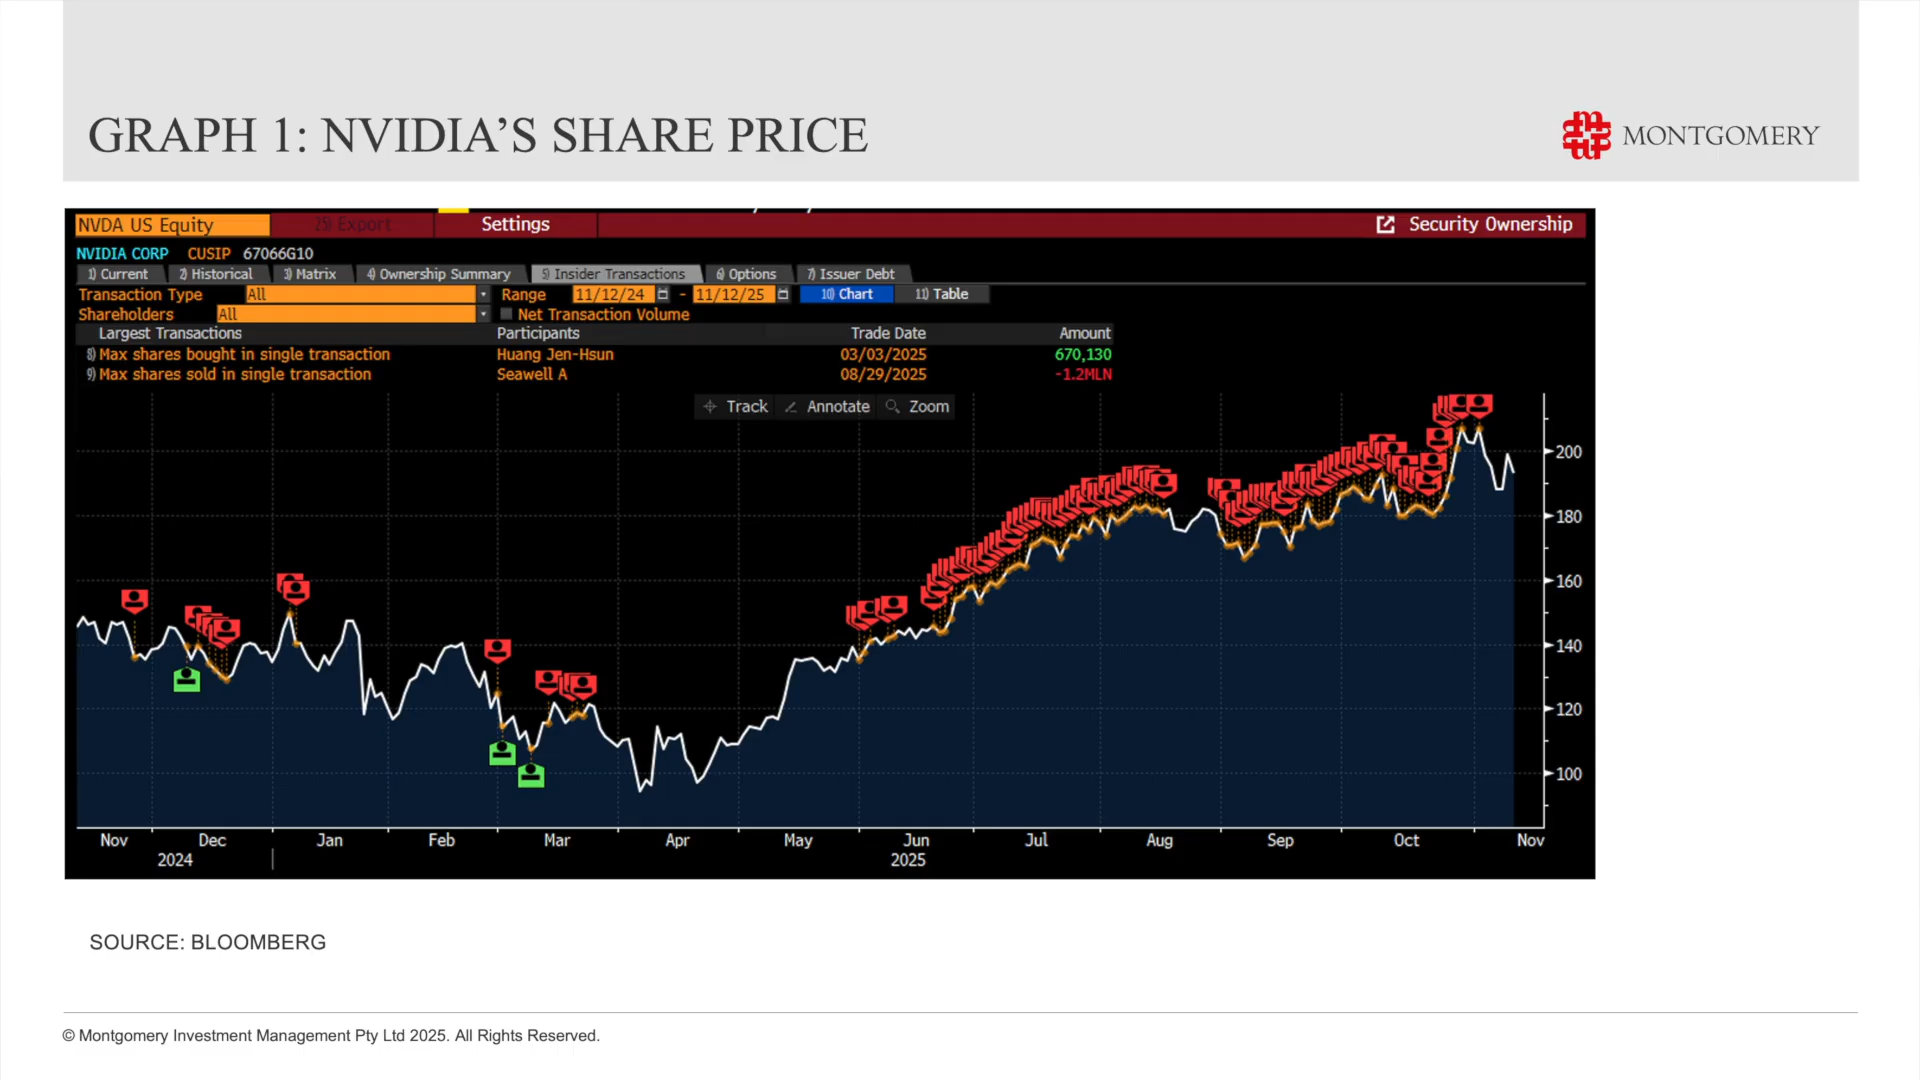 GRAPH 1: NVIDIA’S SHARE PRICE
MONTGOMERY
NVDA US Equity 25) Export Settings Security Ownership
NVIDIA CORP CUSIP 67066G10
1) Current 2) Historical 3) Matrix 4) Ownership Summary 5) Insider Transactions 6) Options 7) Issuer Debt
Transaction Type All Range 11/12/24 - 11/12/25 10) Chart 11) Table
Shareholders All Net Transaction Volume
Largest Transactions Participants Trade Date Amount
8) Max shares bought in single transaction Huang Jen-Hsun 03/03/2025 670,130
9) Max shares sold in single transaction Seawell A 08/29/2025 -1.2MLN
Track Annotate Zoom
200
180
160
140
120
100
Nov Dec Jan Feb Mar Apr May Jun Jul Aug Sep Oct Nov
2024 2025
SOURCE: BLOOMBERG
© Montgomery Investment Management Pty Ltd 2025. All Rights Reserved.